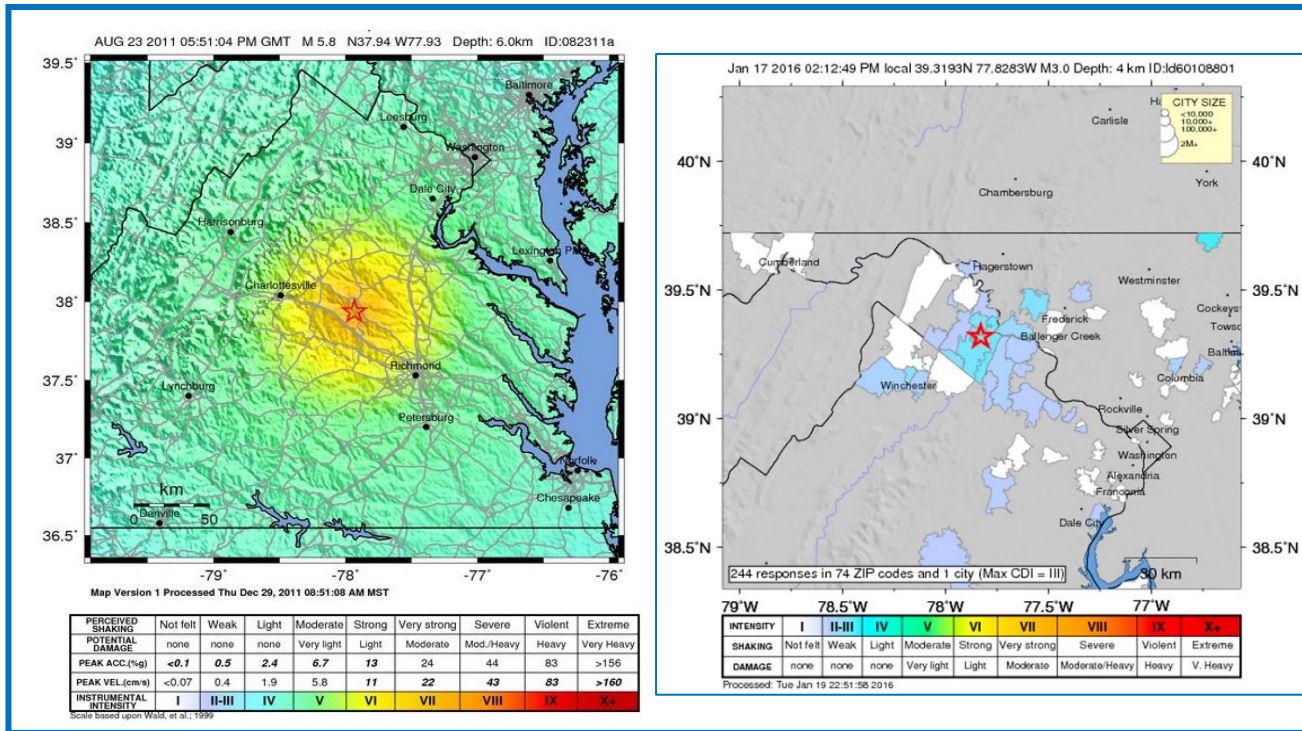 AUG 23 2011 05:51:04 PM GMT M 5.8 N37.94 W77.93 Depth: 6.0km ID:082311a
39.5°
Baltimore
Leesburg
39°
Washington
Dale City
38.5°
Harrisonburg
Lexington Park
Charlottesville
38°
Richmond
37.5°
Lynchburg
Petersburg
37°
Norfolk
km
Chesapeake
0 50
Danville
36.5°
-79° -78° -77° -76°
Map Version 1 Processed Thu Dec 29, 2011 08:51:08 AM MST
PERCEIVED SHAKING Not felt Weak Light Moderate Strong Very strong Severe Violent Extreme
POTENTIAL DAMAGE none none none Very light Light Moderate Mod./Heavy Heavy Very Heavy
PEAK ACC.(%g) <0.1 0.5 2.4 6.7 13 24 44 83 >156
PEAK VEL.(cm/s) <0.07 0.4 1.9 5.8 11 22 43 83 >160
INSTRUMENTAL INTENSITY I II-III IV V VI VII VIII IX X+
Scale based upon Wald, et al.; 1999
Jan 17 2016 02:12:49 PM local 39.3193N 77.8283W M3.0 Depth: 4 km ID:ld60108801
CITY SIZE
<10,000
10,000+
100,000+
2M+
Ha
Carlisle
40°N 40°N
York
Chambersburg
Cumberland
Hagerstown
Westminster
39.5°N 39.5°N
Cockeys
Frederick
Tows
Ballenger Creek
Balti
Columbia
Winchester
Rockville
39°N 39°N
Silver Spring
Washington
Alexandria
Franconia
Dale City
38.5°N 38.5°N
244 responses in 74 ZIP codes and 1 city (Max CDI = III)
30 km
79°W 78.5°W 78°W 77.5°W 77°W
INTENSITY I II-III IV V VI VII VIII IX X+
SHAKING Not felt Weak Light Moderate Strong Very strong Severe Violent Extreme
DAMAGE none none none Very light Light Moderate Moderate/Heavy Heavy V. Heavy
Processed: Tue Jan 19 22:51:58 2016